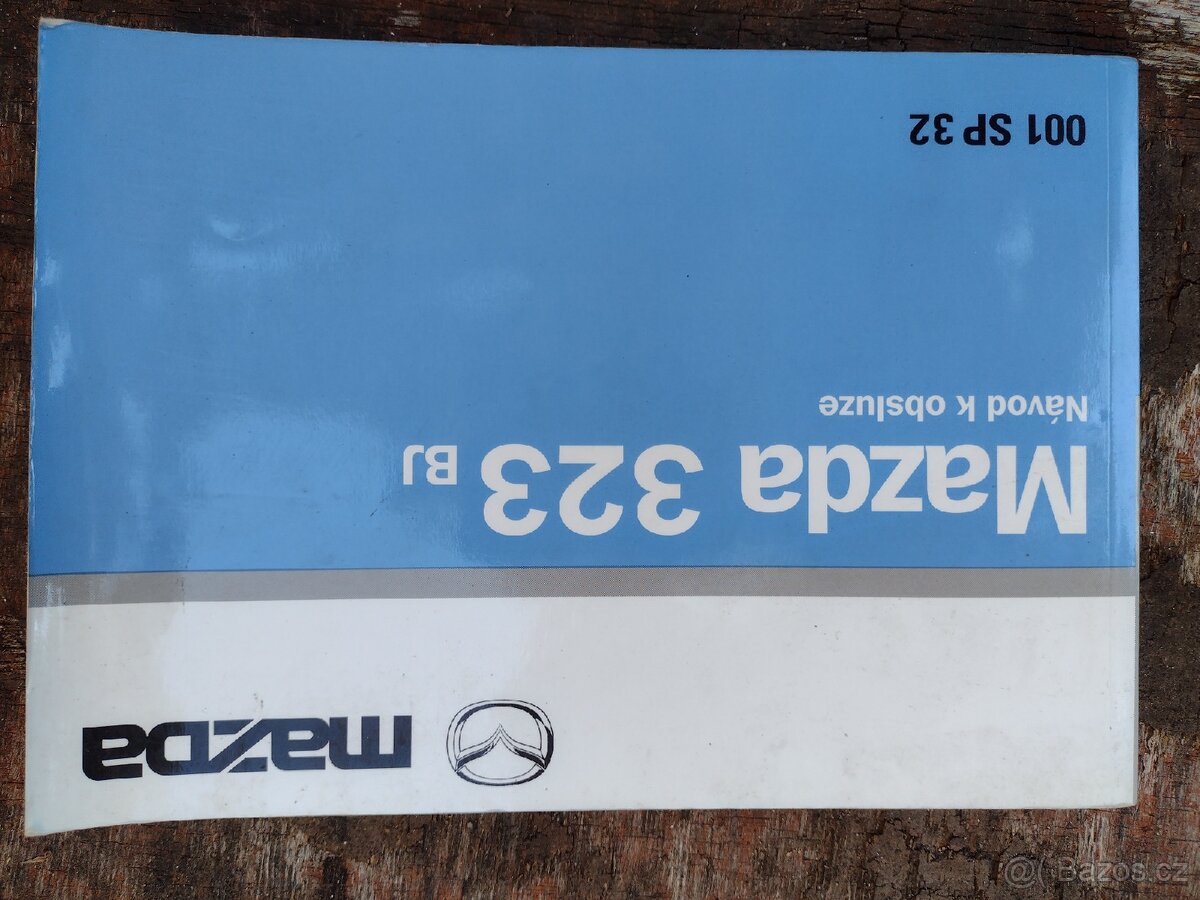 mazda
Mazda 323 BJ
Návod k obsluze
001 SP 32
@( Bazos.cz